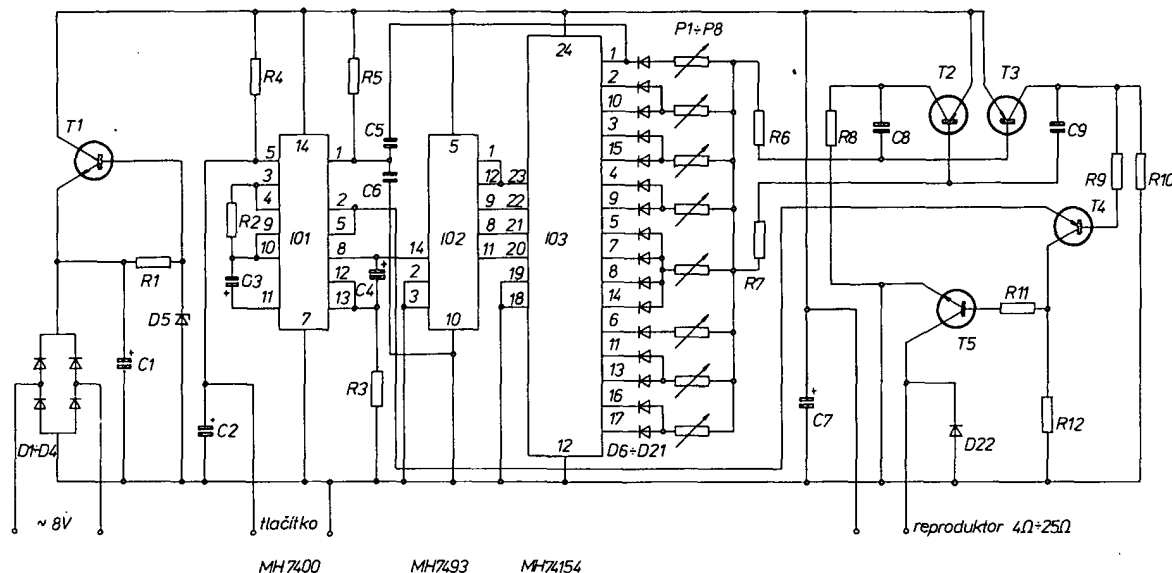 T1
R4
R5
C5
C6
14
5
3
4
9
10
11
7
1
2
5
8
12
13
IO1
R2
C3
C4
R3
R1
D5
C1
C2
D1÷D4
~ 8V
tlačítko
MH7400
5
1
12
9
8
11
14
2
3
10
IO2
MH7493
24
23
22
21
20
19
18
12
IO3
MH74154
1
2
10
3
15
4
9
5
7
8
14
6
11
13
16
17
D6÷D21
P1÷P8
R6
R7
R8
C8
T2
T3
C9
R9
R10
T4
T5
R11
R12
C7
D22
reproduktor 4Ω÷25Ω